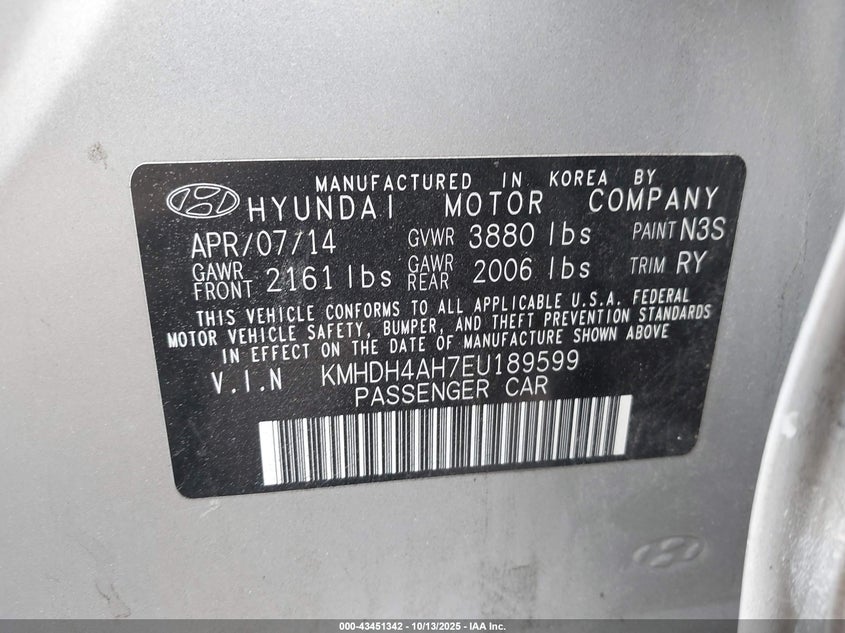 MANUFACTURED IN KOREA BY
HYUNDAI MOTOR COMPANY
APR/07/14 GVWR 3880 lbs PAINT N3S
GAWR FRONT 2161 lbs GAWR REAR 2006 lbs TRIM RY
THIS VEHICLE CONFORMS TO ALL APPLICABLE U.S.A. FEDERAL
MOTOR VEHICLE SAFETY, BUMPER, AND THEFT PREVENTION STANDARDS
IN EFFECT ON THE DATE OF MANUFACTURE SHOWN ABOVE
V.I.N KMHDH4AH7EU189599
PASSENGER CAR
000-43451342 | 10/13/2025 - IAA Inc.